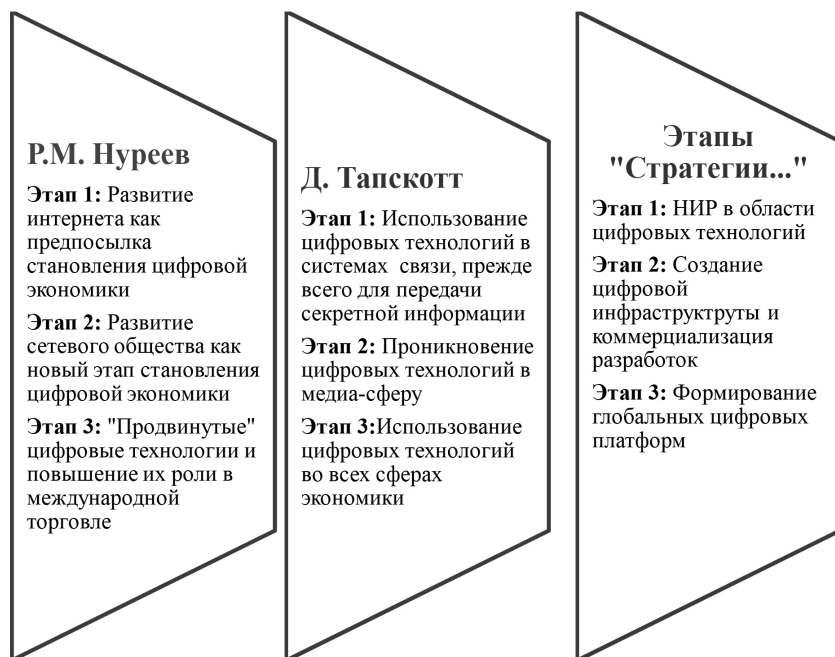 Р.М. Нуреев
Этап 1: Развитие
интернета как
предпосылка
становления цифровой
экономики
Этап 2: Развитие
сетевого общества как
новый этап становления
цифровой экономики
Этап 3: "Продвинутые"
цифровые технологии и
повышение их роли в
международной
торговле
Д. Тапскотт
Этап 1: Использование
цифровых технологий в
системах связи, прежде
всего для передачи
секретной информации
Этап 2: Проникновение
цифровых технологий в
медиа-сферу
Этап 3:Использование
цифровых технологий
во всех сферах
экономики
Этапы
"Стратегии..."
Этап 1: НИР в области
цифровых технологий
Этап 2: Создание
цифровой
инфраструктруты и
коммерциализация
разработок
Этап 3: Формирование
глобальных цифровых
платформ